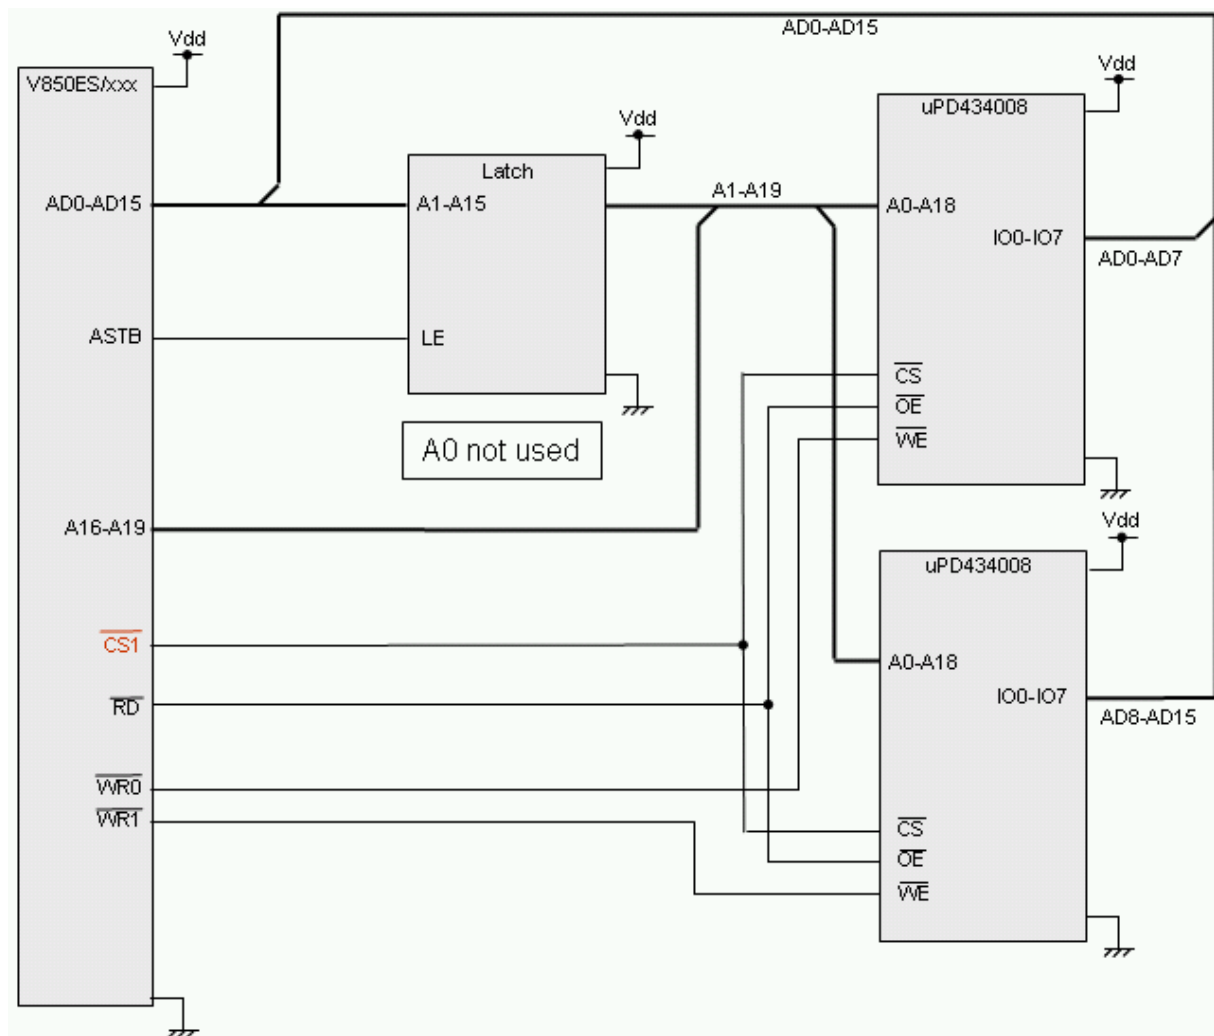 AD0-AD15
Vdd
V850ES/xxx
Vdd
uPD434008
Vdd
Latch
AD0-AD15
A1-A15
A1-A19
A0-A18
IO0-IO7
AD0-AD7
ASTB
LE
CS
OE
WE
A0 not used
A16-A19
Vdd
uPD434008
CS1
A0-A18
IO0-IO7
AD8-AD15
RD
WR0
WR1
CS
OE
WE